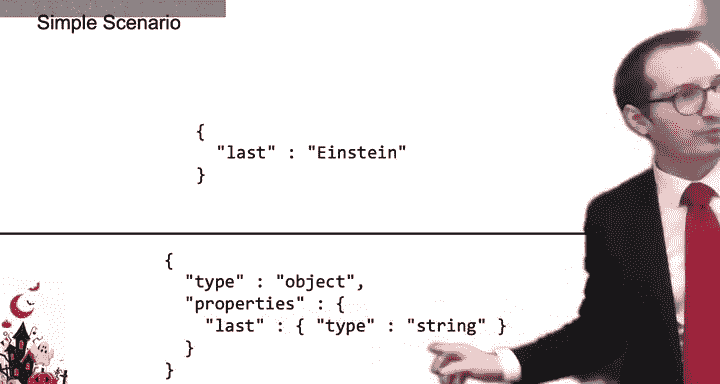 Simple Scenario
{
"last" : "Einstein"
}
{
"type" : "object",
"properties" : {
"last" : { "type" : "string" }
}
}